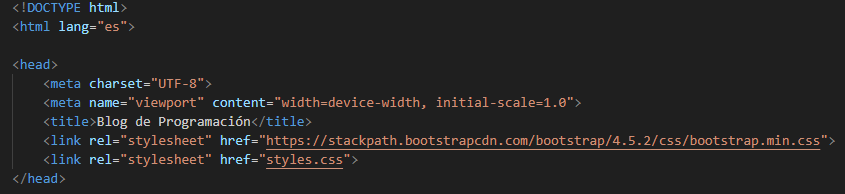 <!DOCTYPE html>
<html lang="es">

<head>
    <meta charset="UTF-8">
    <meta name="viewport" content="width=device-width, initial-scale=1.0">
    <title>Blog de Programación</title>
    <link rel="stylesheet" href="https://stackpath.bootstrapcdn.com/bootstrap/4.5.2/css/bootstrap.min.css">
    <link rel="stylesheet" href="styles.css">
</head>